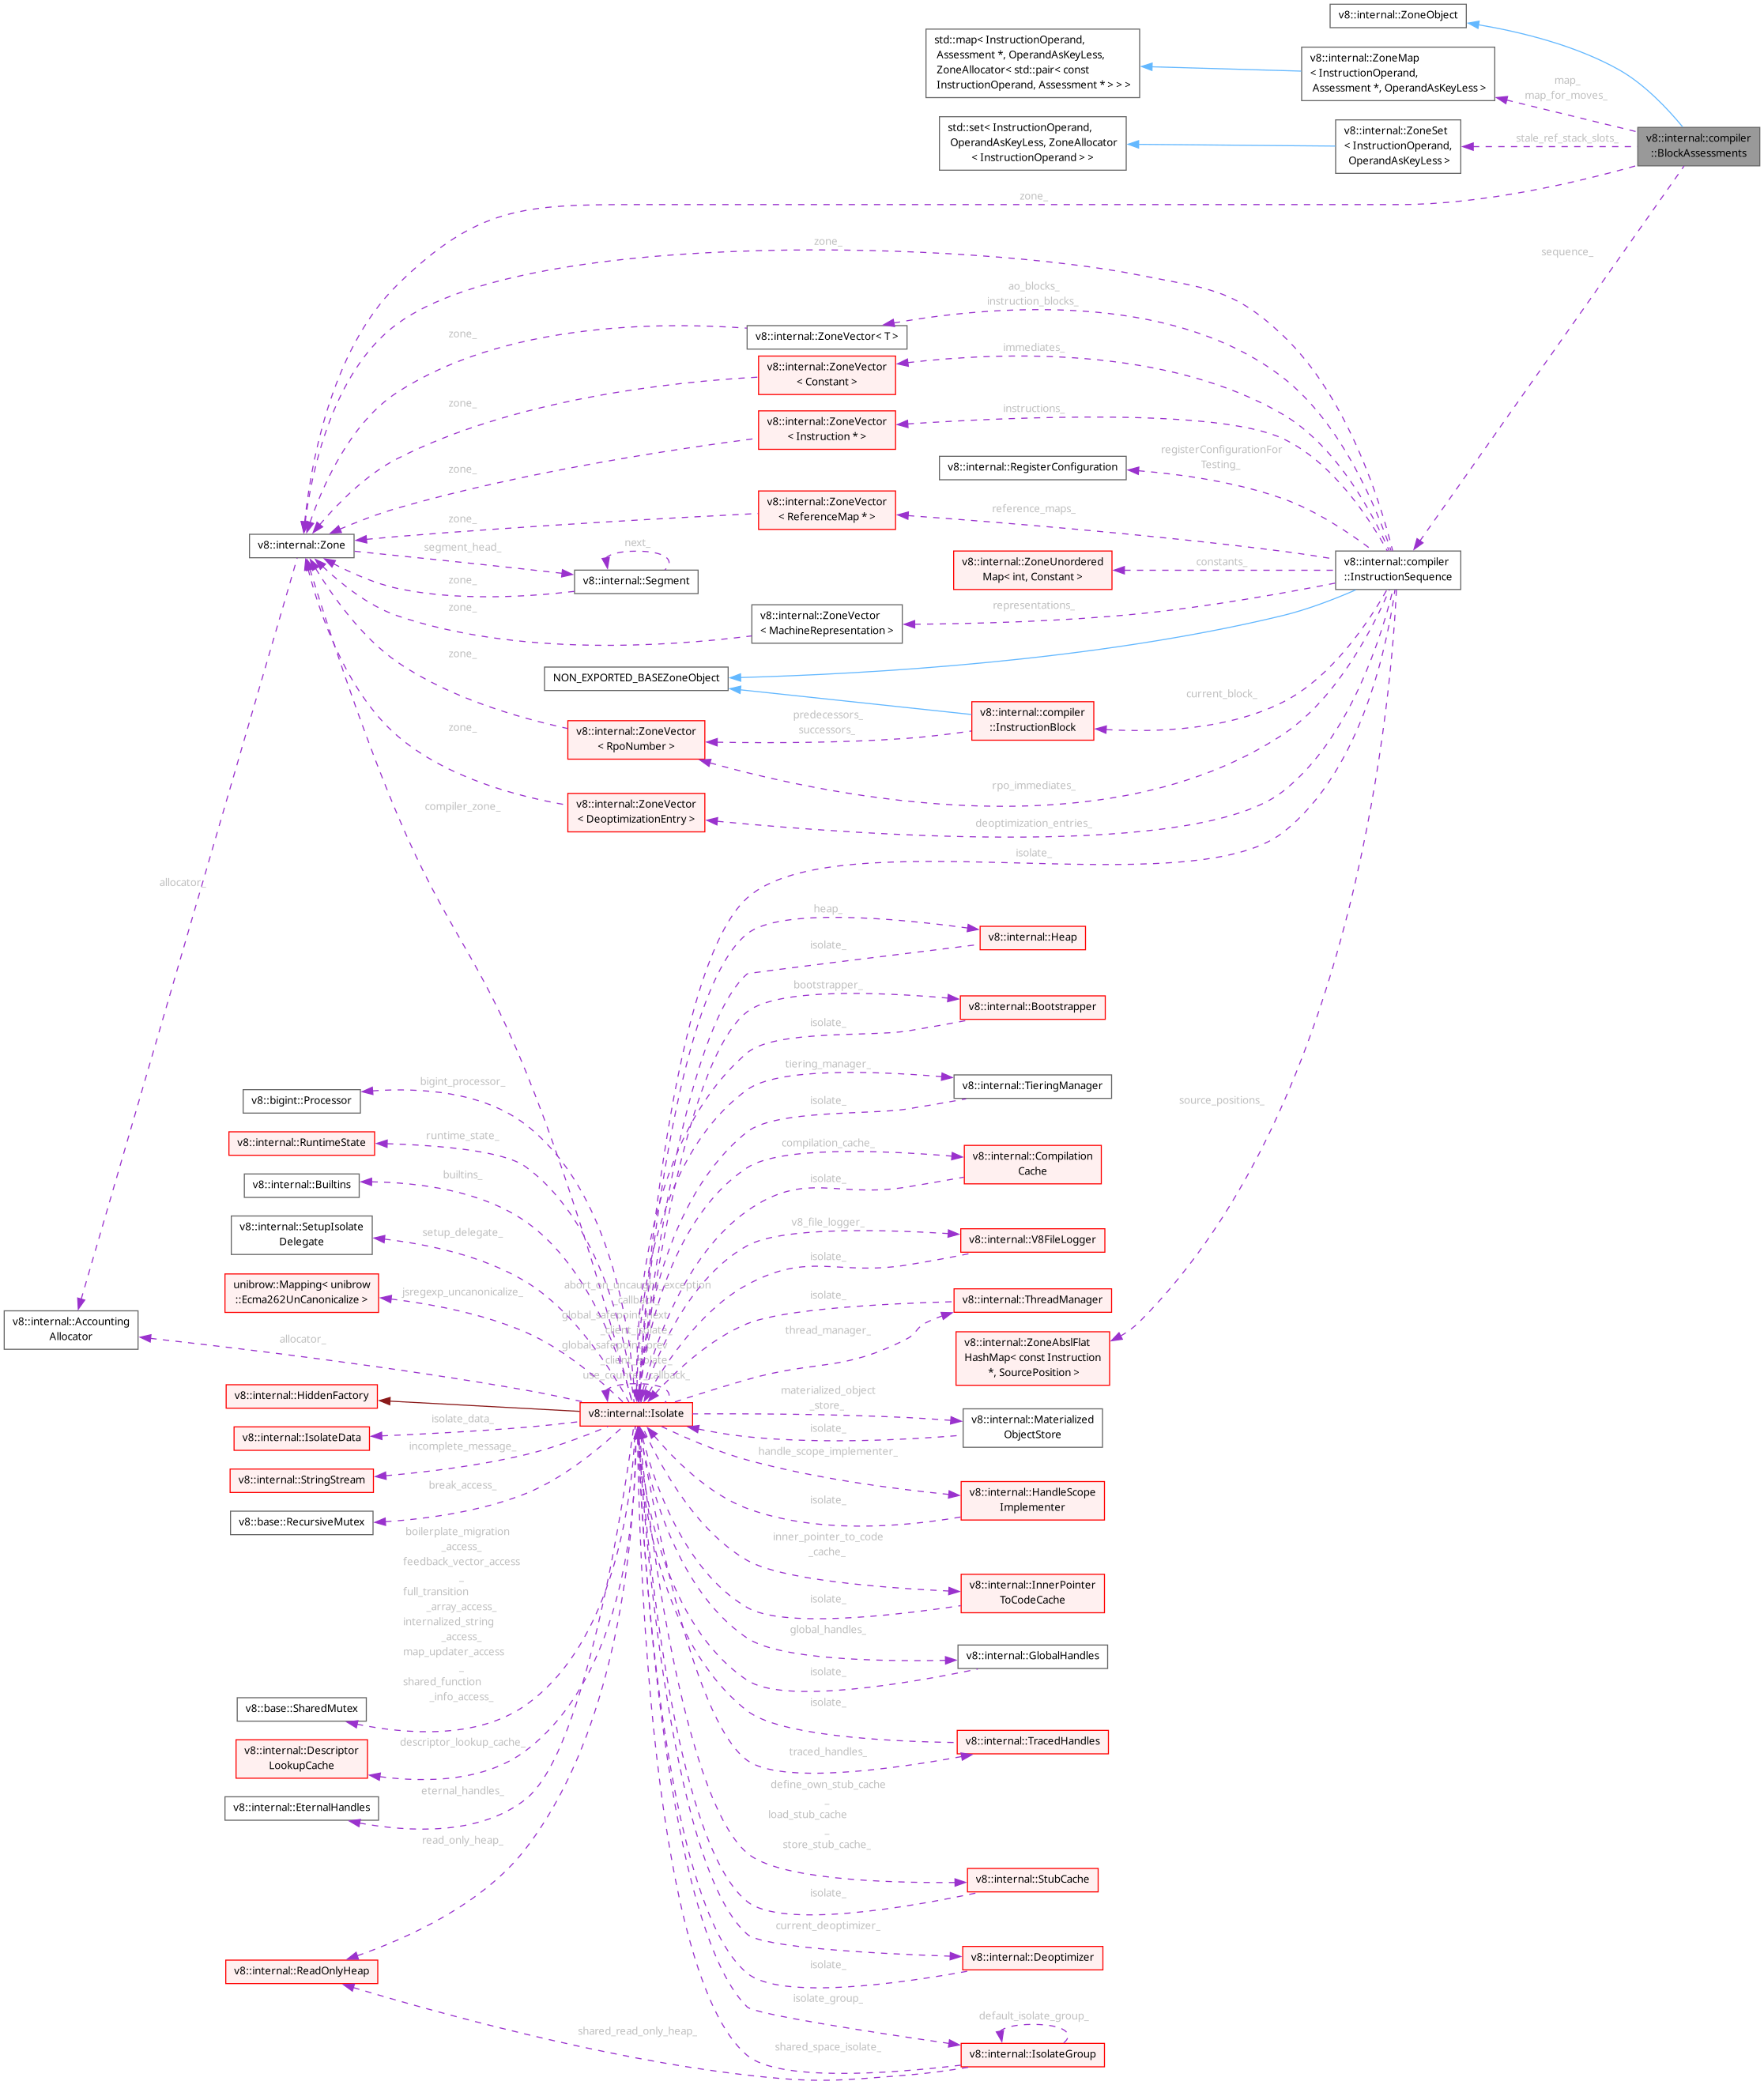 v8::internal::ZoneObject
std::map< InstructionOperand,
Assessment *, OperandAsKeyLess,
ZoneAllocator< std::pair< const
InstructionOperand, Assessment * > > >
v8::internal::ZoneMap
< InstructionOperand,
Assessment *, OperandAsKeyLess >
map_
map_for_moves_
std::set< InstructionOperand,
OperandAsKeyLess, ZoneAllocator
< InstructionOperand > >
v8::internal::ZoneSet
< InstructionOperand,
OperandAsKeyLess >
stale_ref_stack_slots_
v8::internal::compiler
::BlockAssessments
zone_
zone_
sequence_
ao_blocks_
instruction_blocks_
zone_
v8::internal::ZoneVector< T >
immediates_
v8::internal::ZoneVector
< Constant >
zone_
instructions_
v8::internal::ZoneVector
< Instruction * >
zone_
v8::internal::RegisterConfiguration
registerConfigurationFor
Testing_
v8::internal::ZoneVector
< ReferenceMap * >
zone_
reference_maps_
v8::internal::Zone
segment_head_
next_
v8::internal::Segment
zone_
v8::internal::ZoneUnordered
Map< int, Constant >
constants_
v8::internal::compiler
::InstructionSequence
zone_
v8::internal::ZoneVector
< MachineRepresentation >
representations_
zone_
NON_EXPORTED_BASEZoneObject
current_block_
v8::internal::compiler
::InstructionBlock
predecessors_
successors_
v8::internal::ZoneVector
< RpoNumber >
zone_
rpo_immediates_
v8::internal::ZoneVector
< DeoptimizationEntry >
deoptimization_entries_
compiler_zone_
isolate_
allocator_
heap_
v8::internal::Heap
isolate_
bootstrapper_
v8::internal::Bootstrapper
isolate_
tiering_manager_
v8::internal::TieringManager
isolate_
bigint_processor_
v8::bigint::Processor
source_positions_
runtime_state_
v8::internal::RuntimeState
compilation_cache_
v8::internal::Compilation
Cache
isolate_
builtins_
v8::internal::Builtins
setup_delegate_
v8::internal::SetupIsolate
Delegate
v8_file_logger_
v8::internal::V8FileLogger
isolate_
unibrow::Mapping< unibrow
::Ecma262UnCanonicalize >
jsregexp_uncanonicalize_
abort_on_uncaught_exception
_callback_
global_safepoint_next
_client_isolate_
global_safepoint_prev
_client_isolate_
use_counter_callback_
isolate_
v8::internal::ThreadManager
thread_manager_
v8::internal::Accounting
Allocator
allocator_
v8::internal::ZoneAbslFlat
HashMap< const Instruction
*, SourcePosition >
v8::internal::HiddenFactory
v8::internal::Isolate
materialized_object
_store_
v8::internal::Materialized
ObjectStore
isolate_
isolate_data_
v8::internal::IsolateData
incomplete_message_
v8::internal::StringStream
handle_scope_implementer_
v8::internal::HandleScope
Implementer
isolate_
break_access_
v8::base::RecursiveMutex
boilerplate_migration
_access_
feedback_vector_access
_
full_transition
_array_access_
internalized_string
_access_
map_updater_access
_
shared_function
_info_access_
inner_pointer_to_code
_cache_
v8::internal::InnerPointer
ToCodeCache
isolate_
global_handles_
v8::internal::GlobalHandles
isolate_
v8::base::SharedMutex
isolate_
v8::internal::TracedHandles
traced_handles_
descriptor_lookup_cache_
v8::internal::Descriptor
LookupCache
eternal_handles_
v8::internal::EternalHandles
define_own_stub_cache
_
load_stub_cache
_
store_stub_cache_
read_only_heap_
v8::internal::StubCache
isolate_
current_deoptimizer_
v8::internal::Deoptimizer
isolate_
v8::internal::ReadOnlyHeap
isolate_group_
default_isolate_group_
shared_read_only_heap_
shared_space_isolate_
v8::internal::IsolateGroup